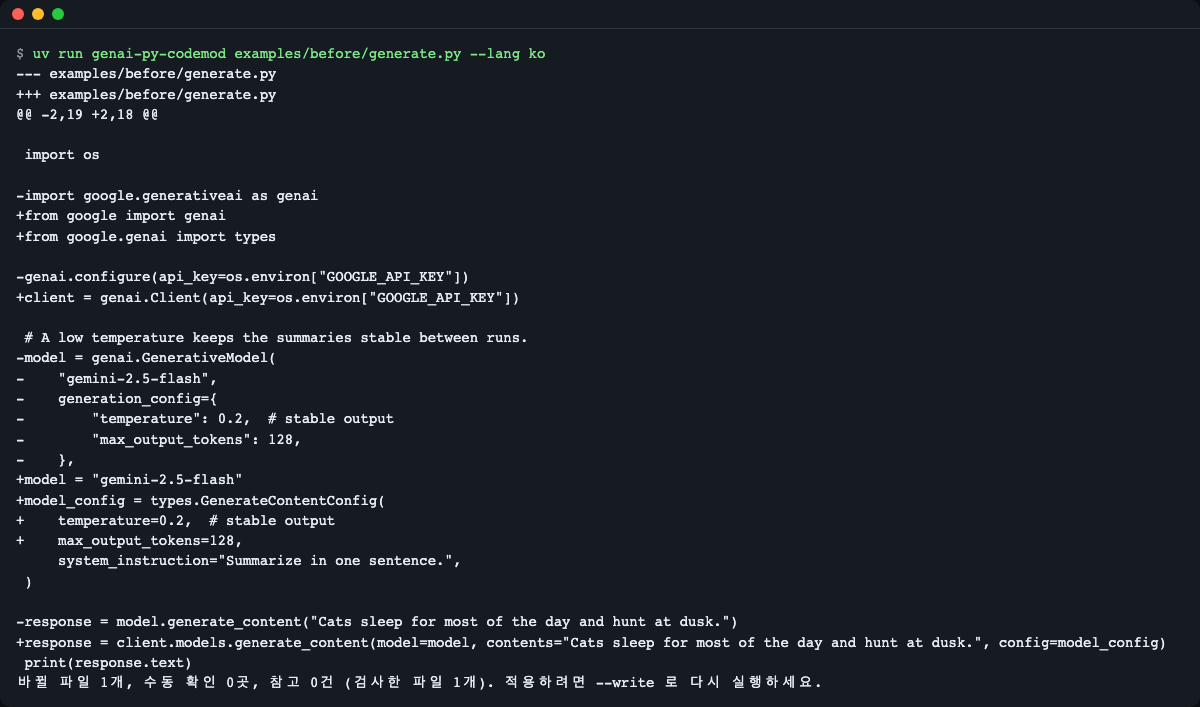 $ uv run genai-py-codemod examples/before/generate.py --lang ko
--- examples/before/generate.py
+++ examples/before/generate.py
@@ -2,19 +2,18 @@
 import os
-import google.generativeai as genai
+from google import genai
+from google.genai import types
-genai.configure(api_key=os.environ["GOOGLE_API_KEY"])
+client = genai.Client(api_key=os.environ["GOOGLE_API_KEY"])
 # A low temperature keeps the summaries stable between runs.
-model = genai.GenerativeModel(
-    "gemini-2.5-flash",
-    generation_config={
-        "temperature": 0.2,  # stable output
-        "max_output_tokens": 128,
-    },
+model = "gemini-2.5-flash"
+model_config = types.GenerateContentConfig(
+    temperature=0.2,  # stable output
+    max_output_tokens=128,
     system_instruction="Summarize in one sentence.",
 )
-response = model.generate_content("Cats sleep for most of the day and hunt at dusk.")
+response = client.models.generate_content(model=model, contents="Cats sleep for most of the day and hunt at dusk.", config=model_config)
 print(response.text)
바뀔 파일 1개, 수동 확인 0곳, 참고 0건 (검사한 파일 1개). 적용하려면 --write 로 다시 실행하세요.